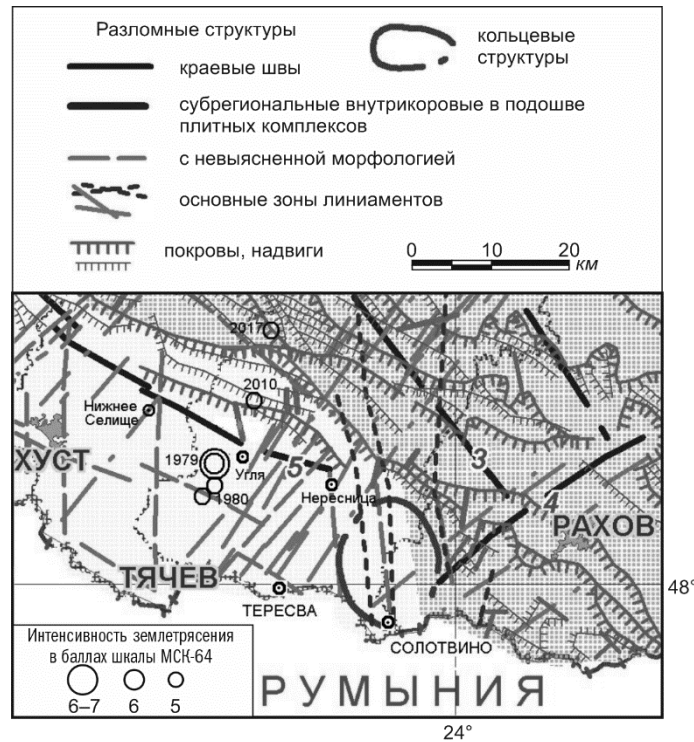 Разломные структуры
кольцевые
структуры
краевые швы
субрегиональные внутрикоровые в подошве
плитных комплексов
с невыясненной морфологией
основные зоны линиаментов
покровы, надвиги
0 10 20
км
2017
2010
Нижнее
Селище
ХУСТ
1979
Угля
5
3
1980
Нересница
4
РАХОВ
ТЯЧЕВ
48°
ТЕРЕСВА
СОЛОТВИНО
Интенсивность землетрясения
в баллах шкалы МСК-64
6–7 6 5
РУМЫНИЯ
24°